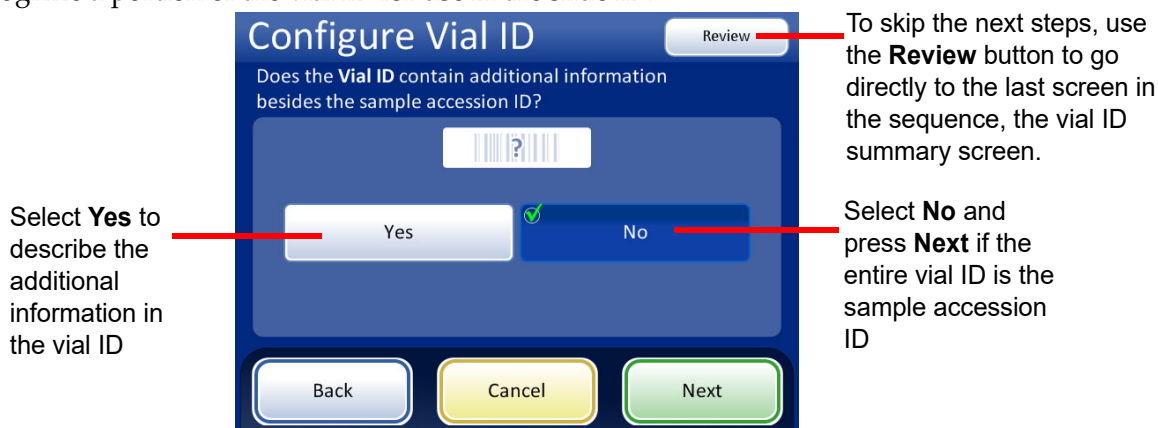 Configure Vial ID
Review
Does the Vial ID contain additional information
besides the sample accession ID?
?
Yes
No
Back
Cancel
Next
Select Yes to
describe the
additional
information in
the vial ID
To skip the next steps, use
the Review button to go
directly to the last screen in
the sequence, the vial ID
summary screen.
Select No and
press Next if the
entire vial ID is the
sample accession
ID